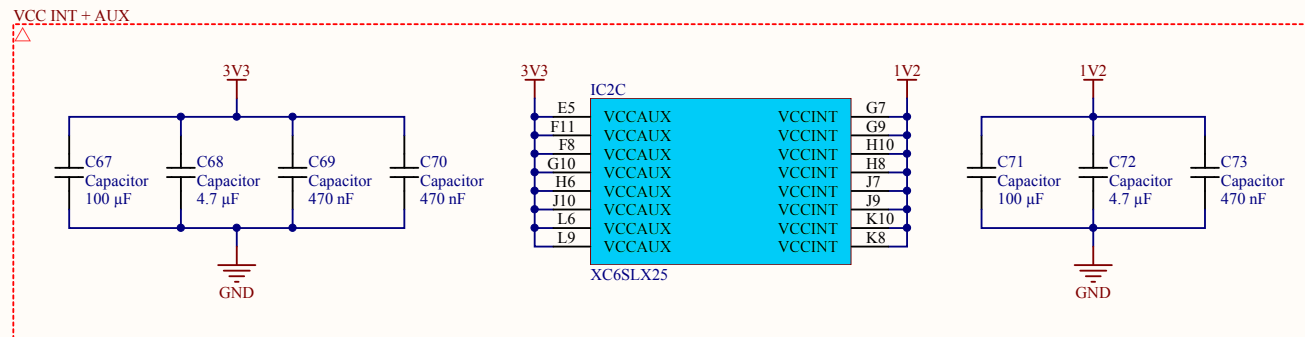 VCC INT + AUX
3V3
C67
Capacitor
100 µF
C68
Capacitor
4.7 µF
C69
Capacitor
470 nF
C70
Capacitor
470 nF
GND
3V3
1V2
IC2C
E5 VCCAUX VCCINT G7
F11 VCCAUX VCCINT G9
F8 VCCAUX VCCINT H10
G10 VCCAUX VCCINT H8
H6 VCCAUX VCCINT J7
J10 VCCAUX VCCINT J9
L6 VCCAUX VCCINT K10
L9 VCCAUX VCCINT K8
XC6SLX25
1V2
C71
Capacitor
100 µF
C72
Capacitor
4.7 µF
C73
Capacitor
470 nF
GND